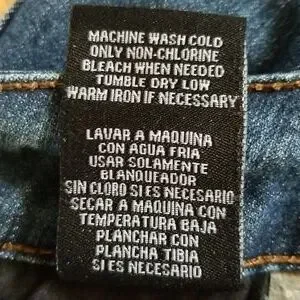 MACHINE WASH COLD
ONLY NON-CHLORINE
BLEACH WHEN NEEDED
TUMBLE DRY LOW
WARM IRON IF NECESSARY
LAVAR A MAQUINA
CON AGUA FRIA
USAR SOLAMENTE
BLANQUEADOR
SIN CLORO SI ES NECESARIO
SECAR A MAQUINA CON
TEMPERATURA BAJA
PLANCHAR CON
PLANCHA TIBIA
SI ES NECESARIO